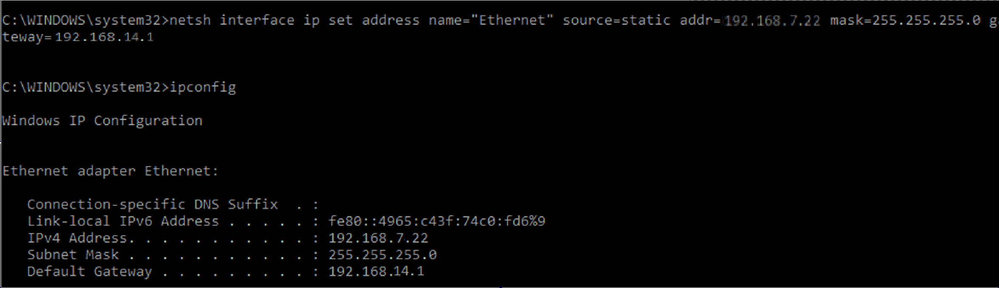 C:\WINDOWS\system32>netsh interface ip set address name="Ethernet" source=static addr=192.168.7.22 mask=255.255.255.0 ga
teway=192.168.14.1
C:\WINDOWS\system32>ipconfig
Windows IP Configuration
Ethernet adapter Ethernet:
Connection-specific DNS Suffix  . :
Link-local IPv6 Address . . . . . : fe80::4965:c43f:74c0:fd6%9
IPv4 Address. . . . . . . . . . . : 192.168.7.22
Subnet Mask . . . . . . . . . . . : 255.255.255.0
Default Gateway . . . . . . . . . : 192.168.14.1